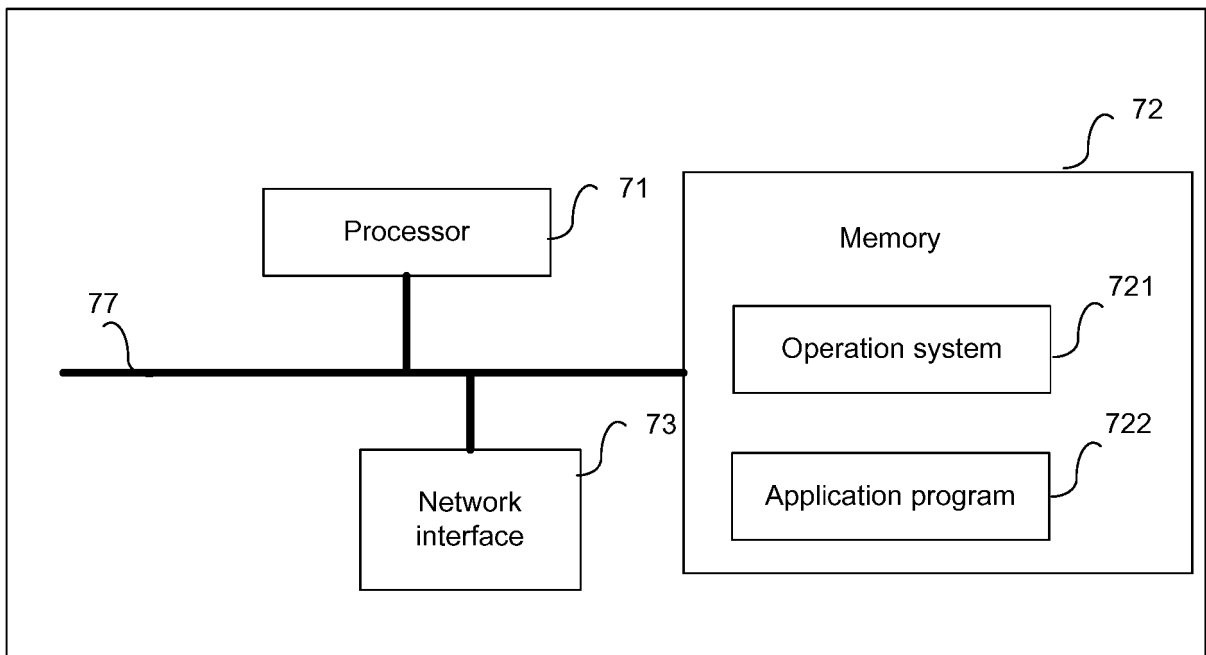 72
71
Processor
Memory
721
77
Operation system
73
722
Network
interface
Application program